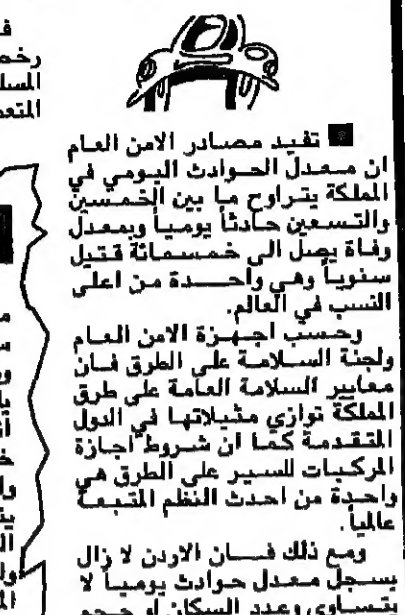 تفيد مصادر الامن العام
ان معدل الحوادث اليومي في
المملكة يتراوح ما بين الخمسين
والتسعين حادثاً يومياً وبمعدل
وفاة يصل الى خمسمائة قتيل
سنوياً وهي واحدة من اعلى
النسب في العالم.
وحسب اجهزة الامن العام
ولجنة السلامة على الطرق فان
معايير السلامة العامة على طرق
المملكة توازي مثيلاتها في الدول
المتقدمة كما ان شروط اجازة
المركبات للسير على الطرق هي
واحدة من احدث النظم المتبعة
عالمياً.
ومع ذلك فان الاردن لا زال
يسجل معدل حوادث يومياً لا
يتساوى وعدد السكان او حجم